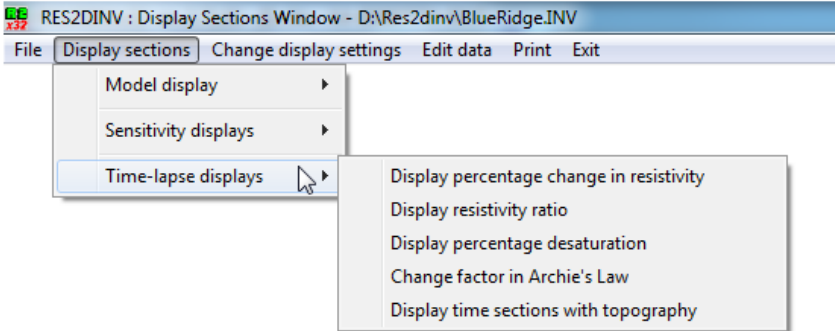 RES2DINV : Display Sections Window - D:\Res2dinv\BlueRidge.INV
File Display sections Change display settings Edit data Print Exit
Model display
Sensitivity displays
Time-lapse displays
Display percentage change in resistivity
Display resistivity ratio
Display percentage desaturation
Change factor in Archie's Law
Display time sections with topography